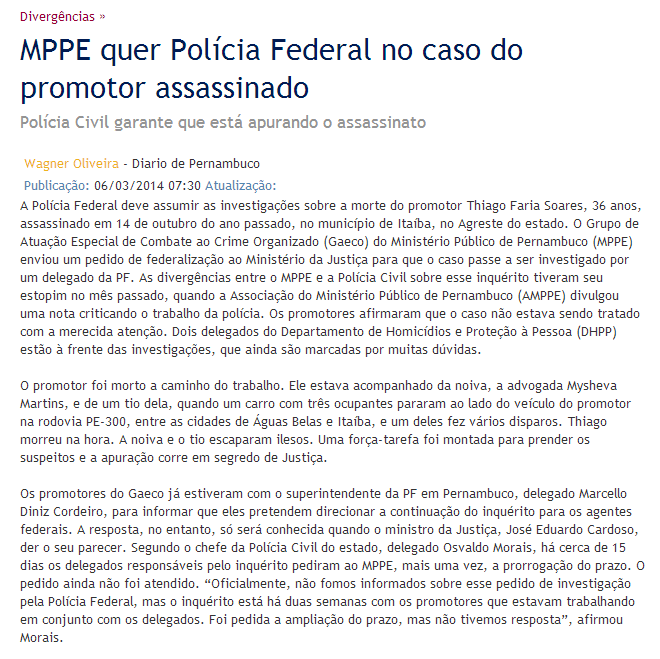 Divergências »
MPPE quer Polícia Federal no caso do
promotor assassinado
Polícia Civil garante que está apurando o assassinato
Wagner Oliveira - Diario de Pernambuco
Publicação: 06/03/2014 07:30 Atualização:
A Polícia Federal deve assumir as investigações sobre a morte do promotor Thiago Faria Soares, 36 anos,
assassinado em 14 de outubro do ano passado, no município de Itaíba, no Agreste do estado. O Grupo de
Atuação Especial de Combate ao Crime Organizado (Gaeco) do Ministério Público de Pernambuco (MPPE)
enviou um pedido de federalização ao Ministério da Justiça para que o caso passe a ser investigado por
um delegado da PF. As divergências entre o MPPE e a Polícia Civil sobre esse inquérito tiveram seu
estopim no mês passado, quando a Associação do Ministério Público de Pernambuco (AMPPE) divulgou
uma nota criticando o trabalho da polícia. Os promotores afirmaram que o caso não estava sendo tratado
com a merecida atenção. Dois delegados do Departamento de Homicídios e Proteção à Pessoa (DHPP)
estão à frente das investigações, que ainda são marcadas por muitas dúvidas.
O promotor foi morto a caminho do trabalho. Ele estava acompanhado da noiva, a advogada Mysheva
Martins, e de um tio dela, quando um carro com três ocupantes pararam ao lado do veículo do promotor
na rodovia PE-300, entre as cidades de Águas Belas e Itaíba, e um deles fez vários disparos. Thiago
morreu na hora. A noiva e o tio escaparam ilesos. Uma força-tarefa foi montada para prender os
suspeitos e a apuração corre em segredo de Justiça.
Os promotores do Gaeco já estiveram com o superintendente da PF em Pernambuco, delegado Marcello
Diniz Cordeiro, para informar que eles pretendem direcionar a continuação do inquérito para os agentes
federais. A resposta, no entanto, só será conhecida quando o ministro da Justiça, José Eduardo Cardoso,
der o seu parecer. Segundo o chefe da Polícia Civil do estado, delegado Osvaldo Morais, há cerca de 15
dias os delegados responsáveis pelo inquérito pediram ao MPPE, mais uma vez, a prorrogação do prazo. O
pedido ainda não foi atendido. “Oficialmente, não fomos informados sobre esse pedido de investigação
pela Polícia Federal, mas o inquérito está há duas semanas com os promotores que estavam trabalhando
em conjunto com os delegados. Foi pedida a ampliação do prazo, mas não tivemos resposta”, afirmou
Morais.